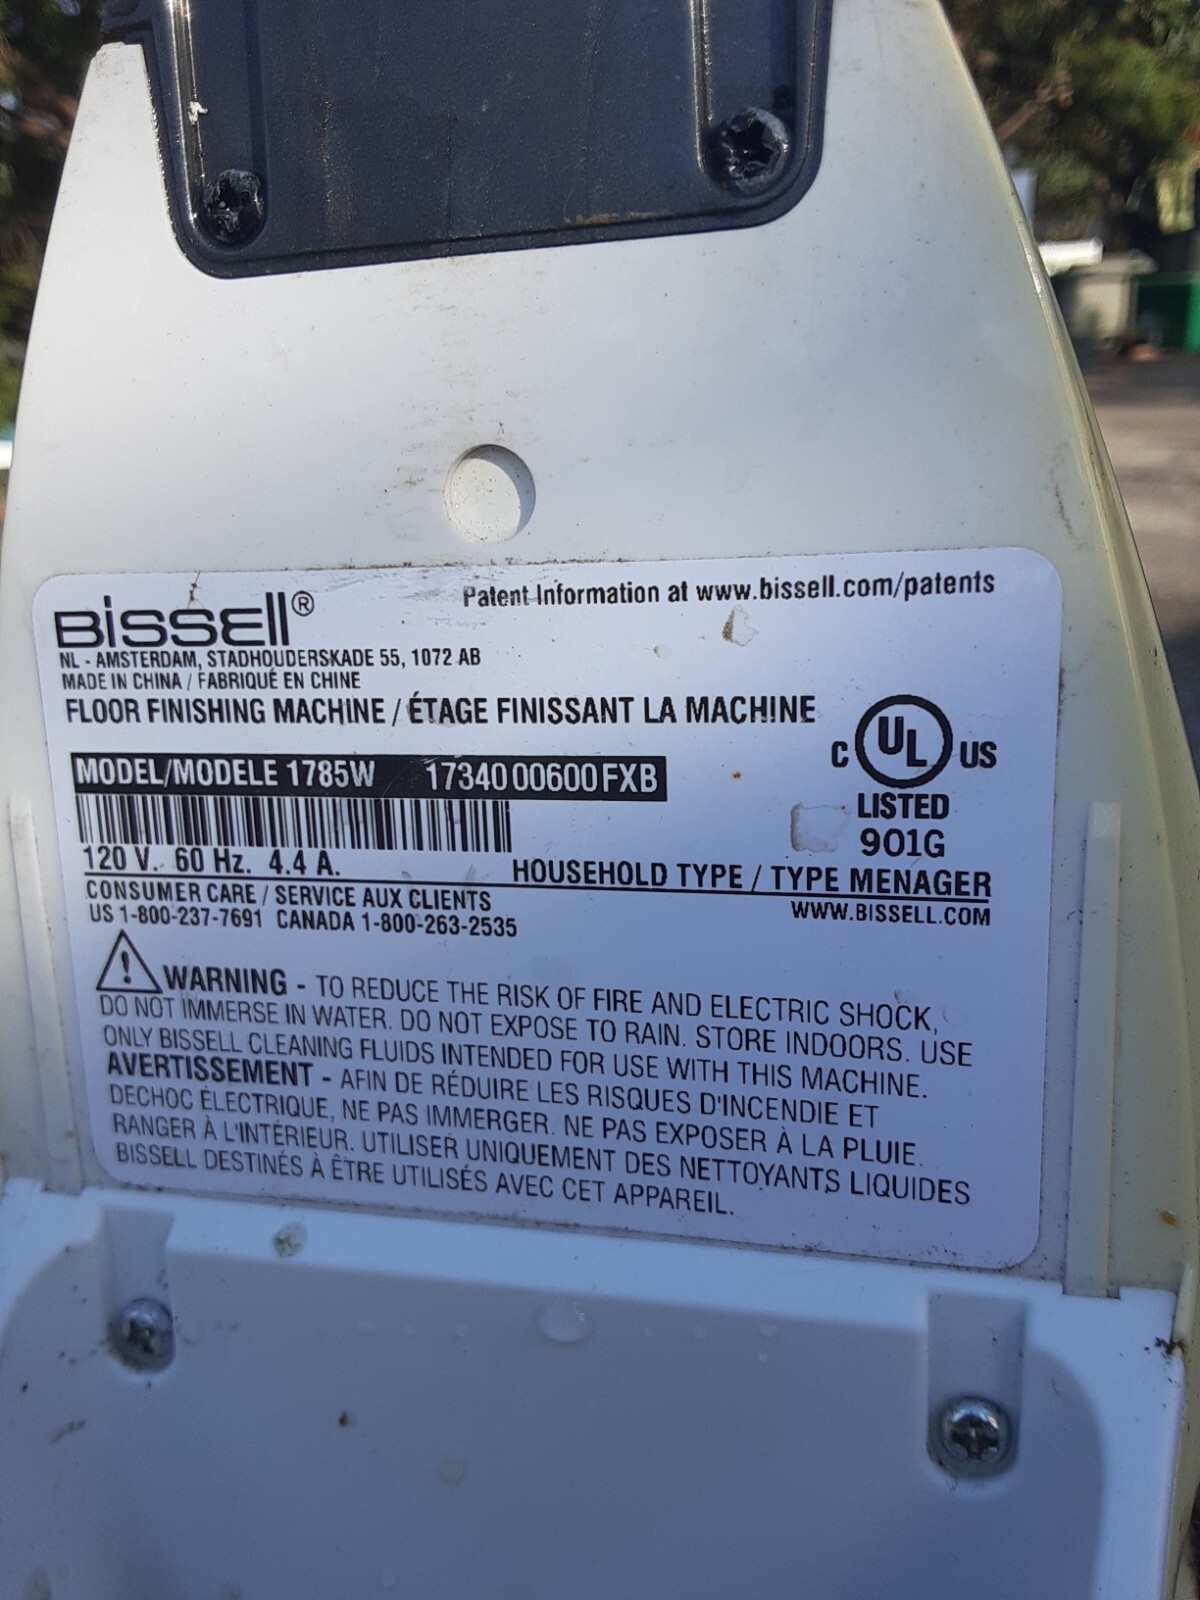 BISSELL®
Patent Information at www.bissell.com/patents
NL - AMSTERDAM, STADHOUDERSKADE 55, 1072 AB
MADE IN CHINA / FABRIQUÉ EN CHINE
FLOOR FINISHING MACHINE / ÉTAGE FINISSANT LA MACHINE
C UL US
LISTED
901G
MODEL/MODELE 1785W 17340 00600 FXB
120 V. 60 Hz. 4.4 A.
HOUSEHOLD TYPE / TYPE MENAGER
CONSUMER CARE / SERVICE AUX CLIENTS
WWW.BISSELL.COM
US 1-800-237-7691 CANADA 1-800-263-2535
! WARNING - TO REDUCE THE RISK OF FIRE AND ELECTRIC SHOCK,
DO NOT IMMERSE IN WATER. DO NOT EXPOSE TO RAIN. STORE INDOORS. USE
ONLY BISSELL CLEANING FLUIDS INTENDED FOR USE WITH THIS MACHINE.
AVERTISSEMENT - AFIN DE RÉDUIRE LES RISQUES D'INCENDIE ET
DECHOC ÉLECTRIQUE, NE PAS IMMERGER. NE PAS EXPOSER À LA PLUIE.
RANGER À L'INTÉRIEUR. UTILISER UNIQUEMENT DES NETTOYANTS LIQUIDES
BISSELL DESTINÉS À ÊTRE UTILISÉS AVEC CET APPAREIL.